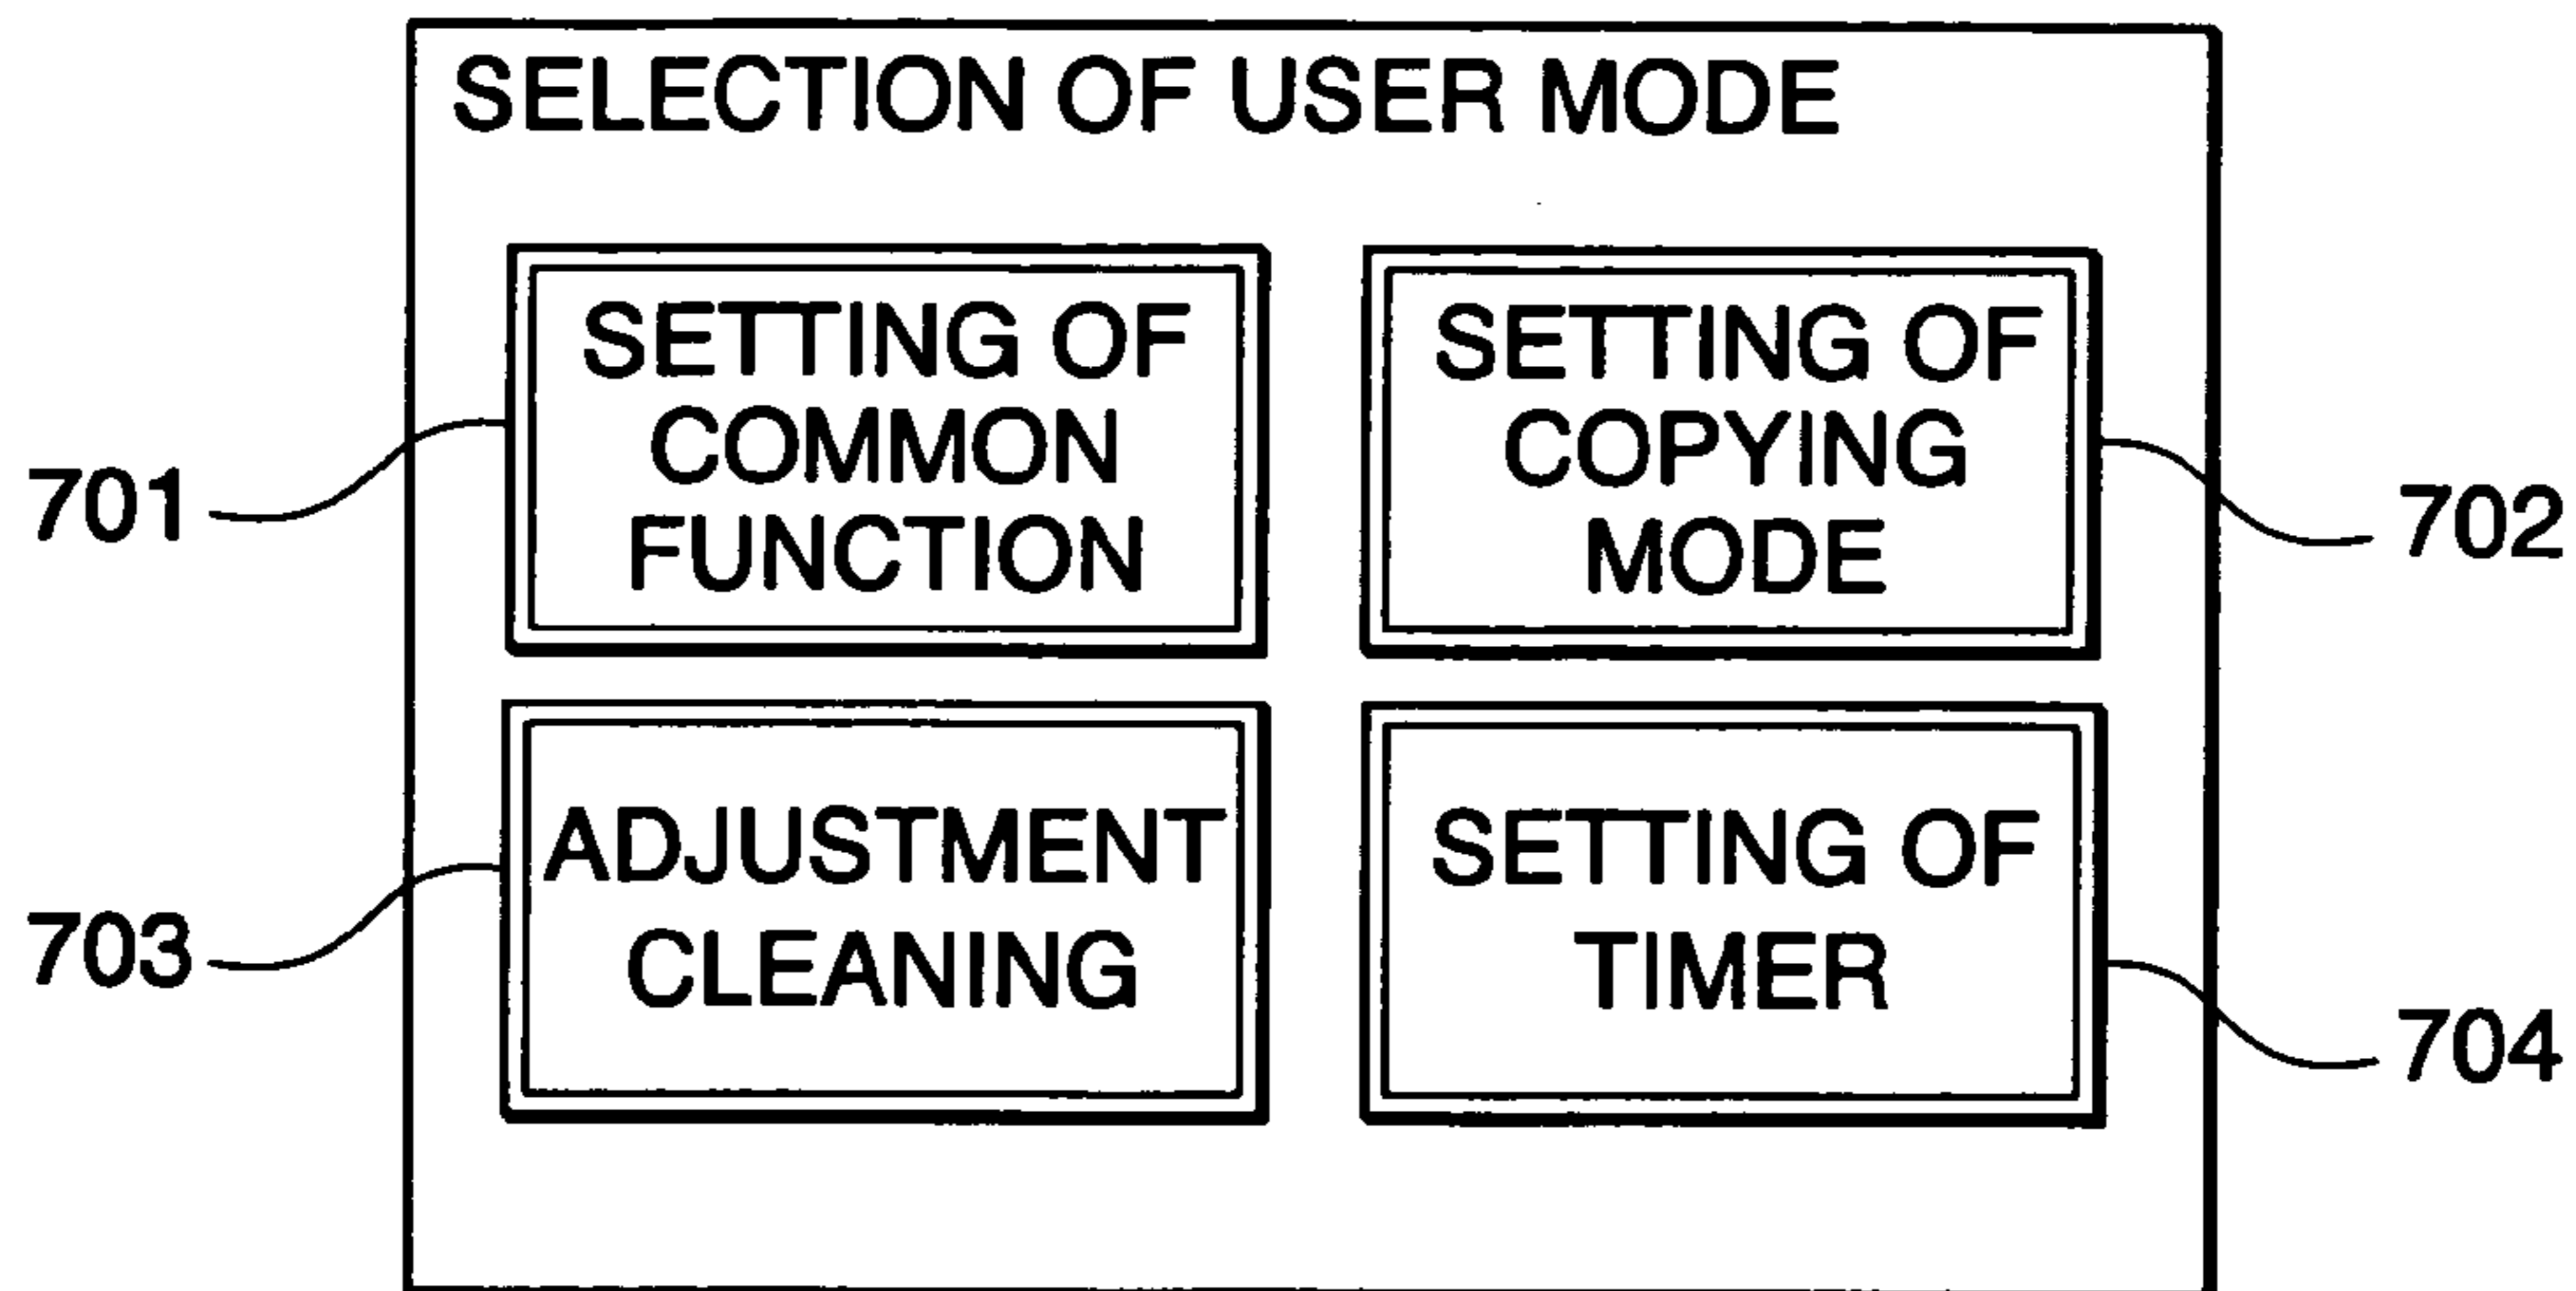 SELECTION OF USER MODE
SETTING OF
COMMON
FUNCTION
701
SETTING OF
COPYING
MODE
702
ADJUSTMENT
CLEANING
703
SETTING OF
TIMER
704